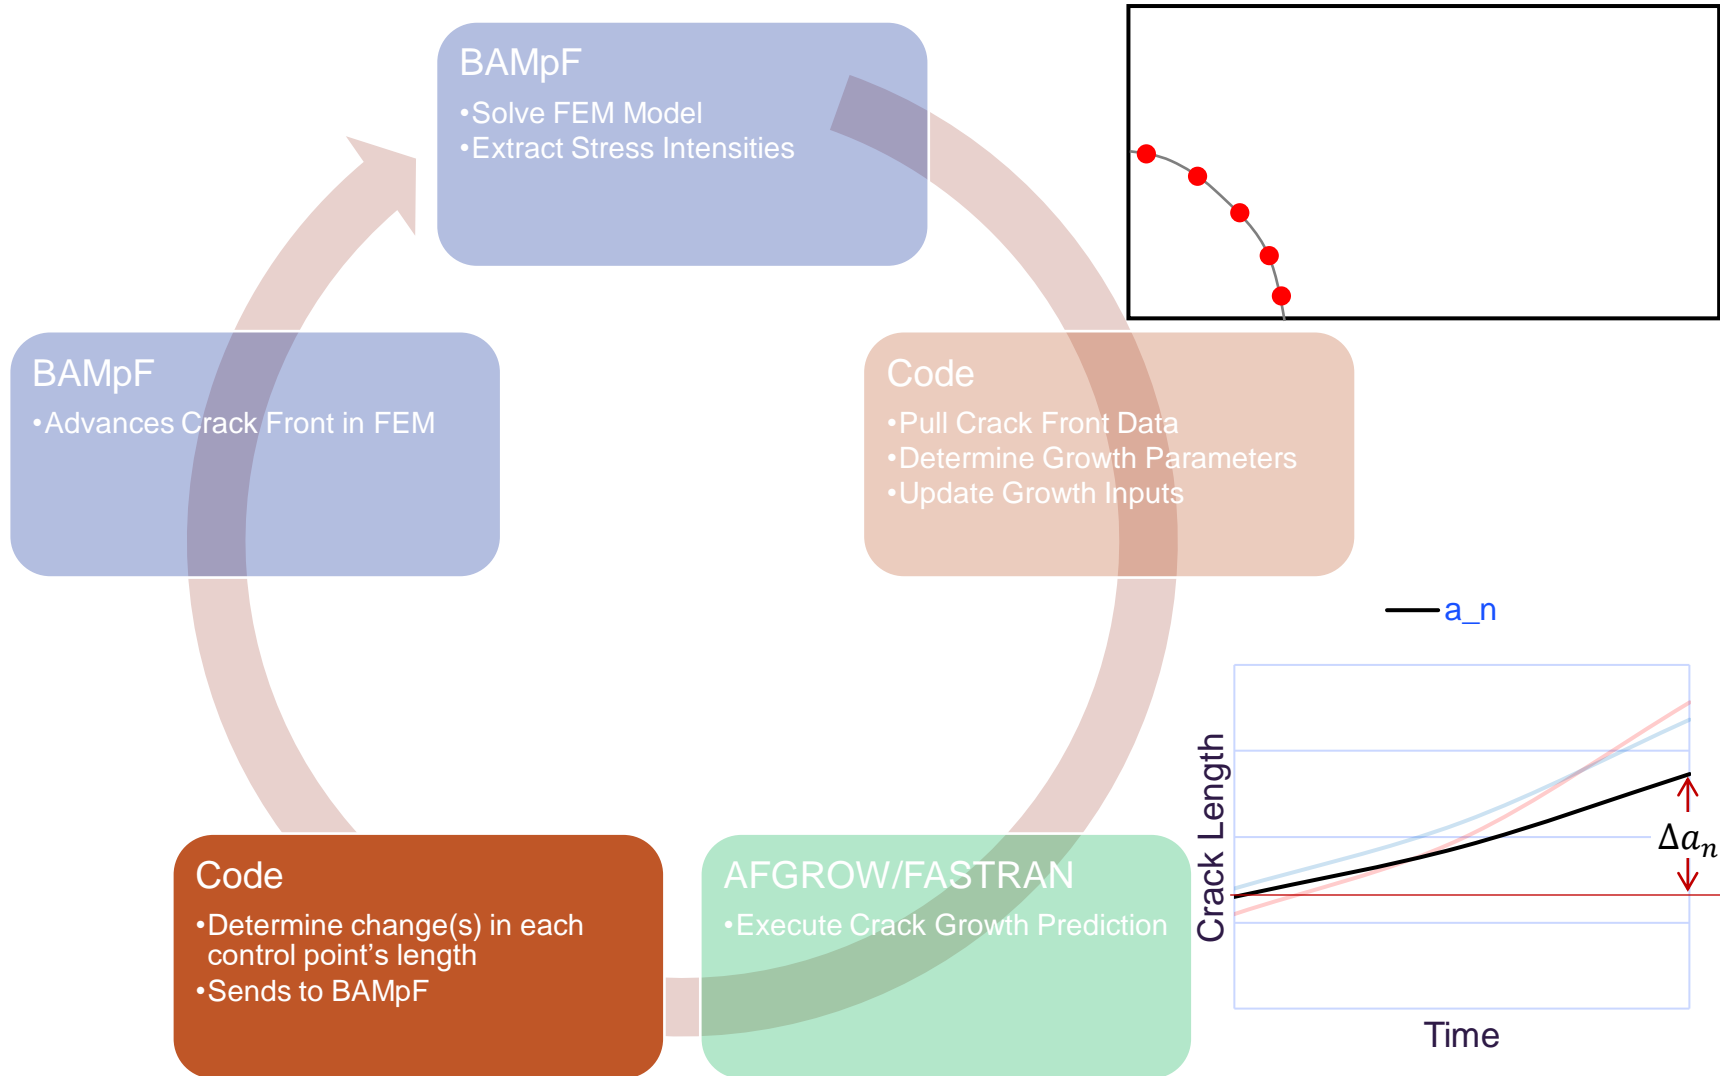 BAMpF
•Solve FEM Model
•Extract Stress Intensities
BAMpF
•Advances Crack Front in FEM
Code
•Pull Crack Front Data
•Determine Growth Parameters
•Update Growth Inputs
Code
•Determine change(s) in each
control point’s length
•Sends to BAMpF
AFGROW/FASTRAN
•Execute Crack Growth Prediction
a_n
Crack Length
Δaₙ
Time